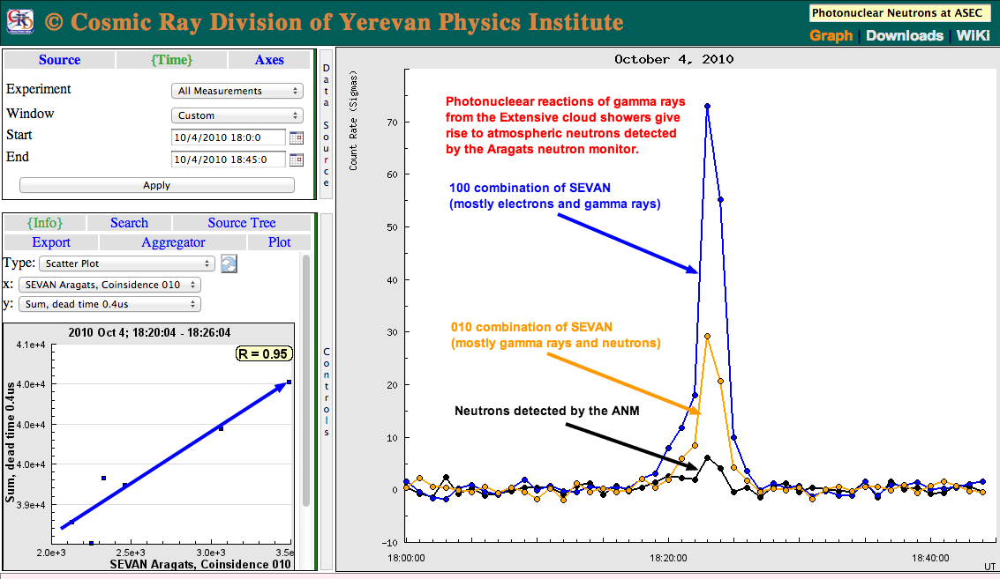 © Cosmic Ray Division of Yerevan Physics Institute
Photonuclear Neutrons at ASEC
Graph | Downloads | WiKi
Source
{Time}
Axes
Experiment
All Measurements
Window
Custom
Start
10/4/2010 18:0:0
End
10/4/2010 18:45:0
Apply
Data Source
{Info}
Search
Source Tree
Export
Aggregator
Plot
Type:
Scatter Plot
x:
SEVAN Aragats, Coinsidence 010
y:
Sum, dead time 0.4us
2010 Oct 4; 18:20:04 - 18:26:04
R = 0.95
4.1e+4
4.0e+4
4.0e+4
4.0e+4
3.9e+4
Sum, dead time 0.4us
2.0e+3
2.5e+3
3.0e+3
3.5e
SEVAN Aragats, Coinsidence 010
Controls
October 4, 2010
Count Rate (Sigmas)
Photonucleear reactions of gamma rays
from the Extensive cloud showers give
rise to atmospheric neutrons detected
by the Aragats neutron monitor.
100 combination of SEVAN
(mostly electrons and gamma rays)
010 combination of SEVAN
(mostly gamma rays and neutrons)
Neutrons detected by the ANM
70
60
50
40
30
20
10
0
-10
18:00:00
18:20:00
18:40:00
UT